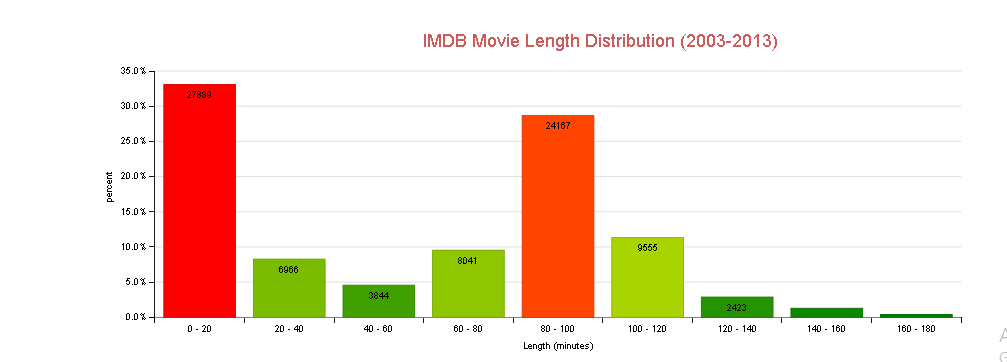 IMDB Movie Length Distribution (2003-2013)
35.0%
30.0%
25.0%
20.0%
15.0%
10.0%
5.0%
0.0%
percent
27889
6966
3844
8041
24167
9555
2423
0 - 20
20 - 40
40 - 60
60 - 80
80 - 100
100 - 120
120 - 140
140 - 160
160 - 180
Length (minutes)